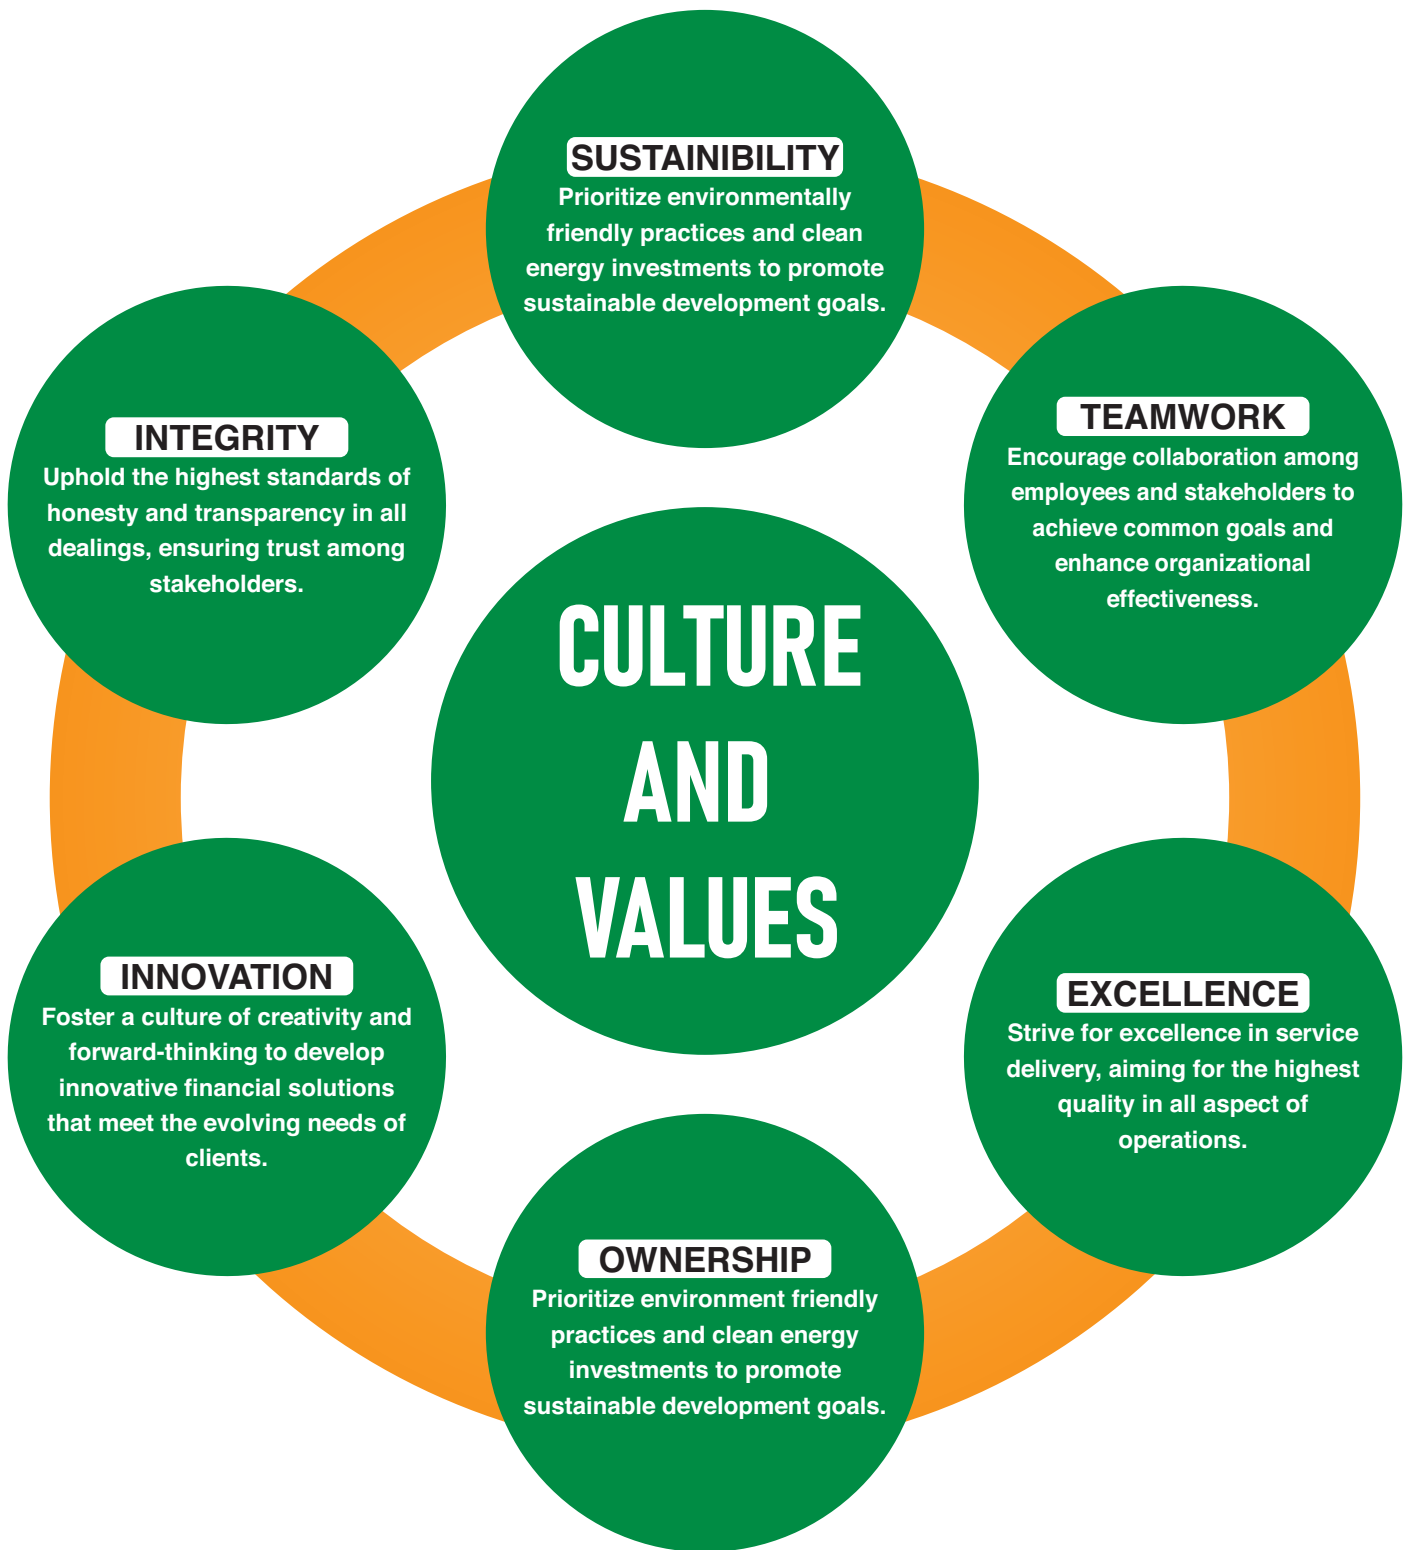 SUSTAINIBILITY
Prioritize environmentally
friendly practices and clean
energy investments to promote
sustainable development goals.
TEAMWORK
Encourage collaboration among
employees and stakeholders to
achieve common goals and
enhance organizational
effectiveness.
INTEGRITY
Uphold the highest standards of
honesty and transparency in all
dealings, ensuring trust among
stakeholders.
CULTURE
AND
VALUES
INNOVATION
Foster a culture of creativity and
forward-thinking to develop
innovative financial solutions
that meet the evolving needs of
clients.
EXCELLENCE
Strive for excellence in service
delivery, aiming for the highest
quality in all aspect of
operations.
OWNERSHIP
Prioritize environment friendly
practices and clean energy
investments to promote
sustainable development goals.